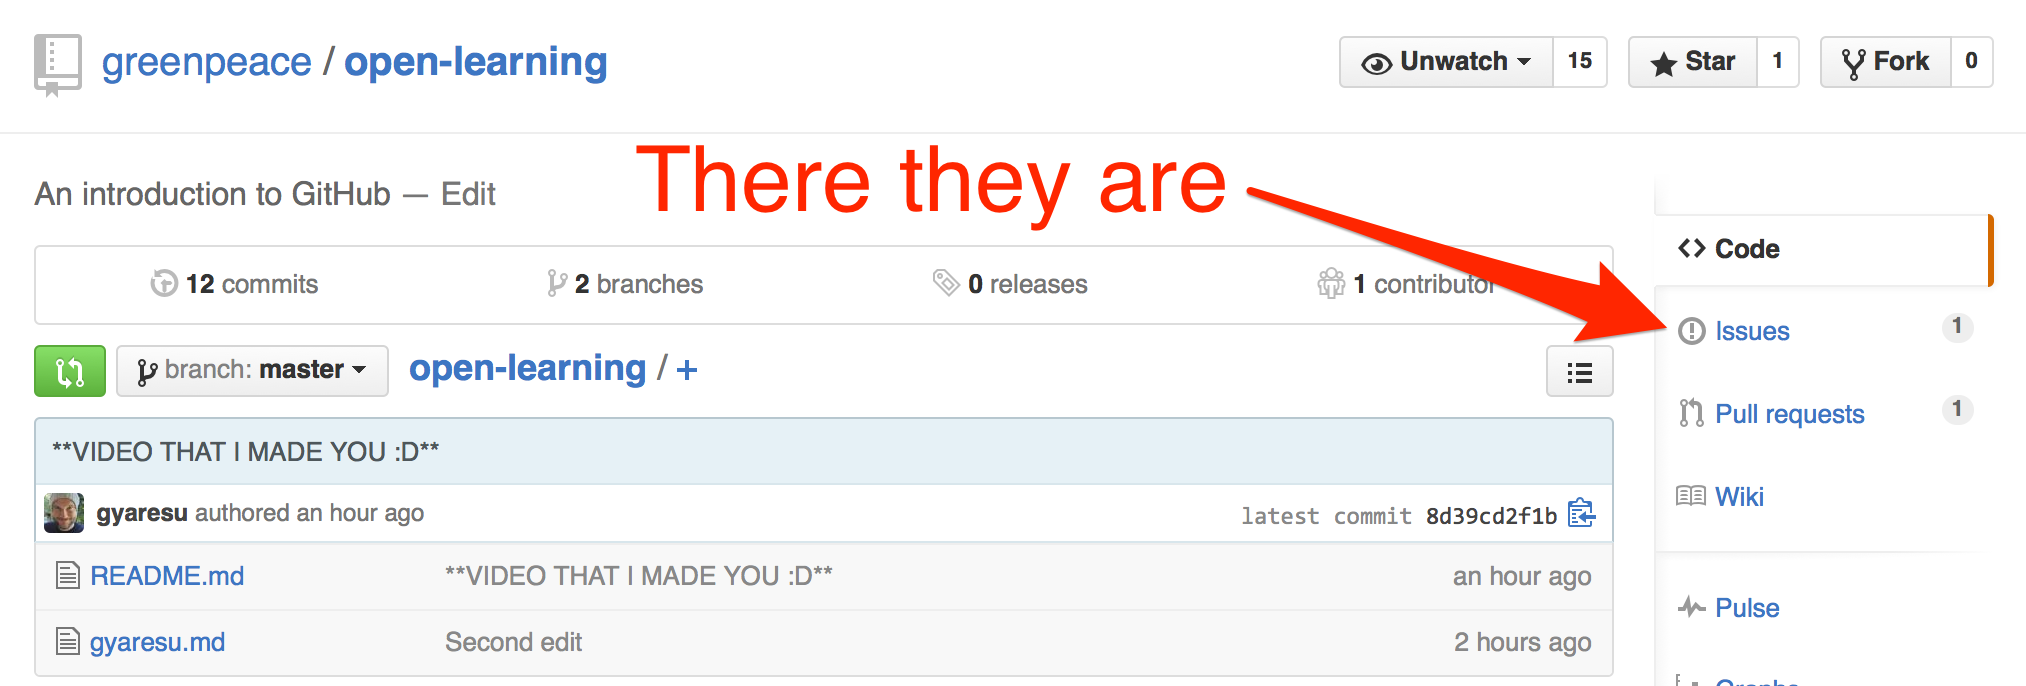 greenpeace / open-learning
Unwatch 15 Star 1 Fork 0
There they are
An introduction to GitHub — Edit
Code
12 commits 2 branches 0 releases 1 contributor
Issues 1
branch: master open-learning / +
Pull requests 1
**VIDEO THAT I MADE YOU :D**
Wiki
gyaresu authored an hour ago latest commit 8d39cd2f1b
README.md **VIDEO THAT I MADE YOU :D** an hour ago
Pulse
gyaresu.md Second edit 2 hours ago
Graphs